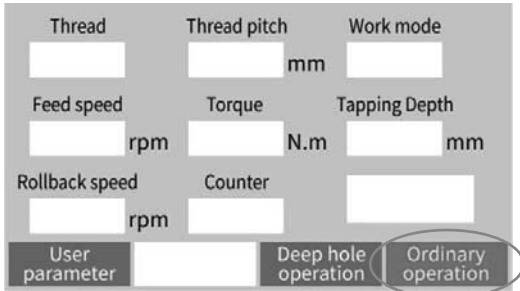 Thread Thread pitch Work mode
mm
Feed speed Torque Tapping Depth
rpm N.m mm
Rollback speed Counter
rpm
User parameter Deep hole operation Ordinary operation